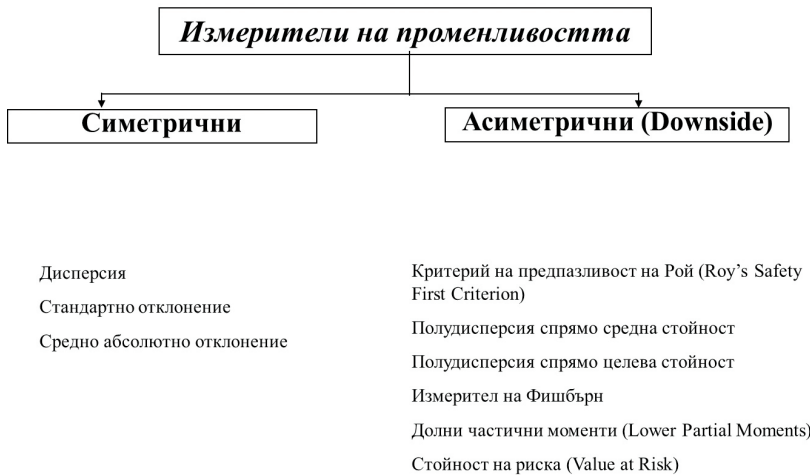 Измерители на променливостта
Симетрични
Асиметрични (Downside)
Дисперсия
Стандартно отклонение
Средно абсолютно отклонение
Критерий на предпазливост на Рой (Roy’s Safety
First Criterion)
Полудисперсия спрямо средна стойност
Полудисперсия спрямо целева стойност
Измерител на Фишбърн
Долни частични моменти (Lower Partial Moments)
Стойност на риска (Value at Risk)